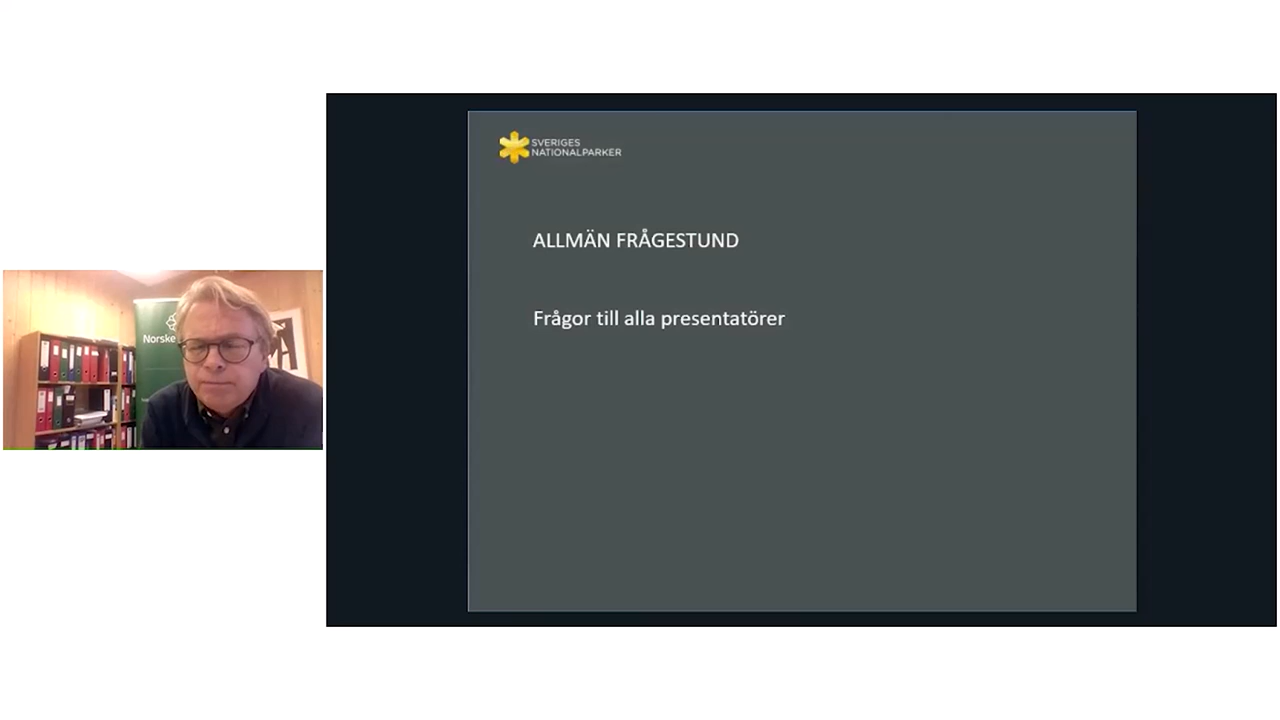 SVERIGES
NATIONALPARKER
ALLMÄN FRÅGESTUND
Frågor till alla presentatörer
Norske